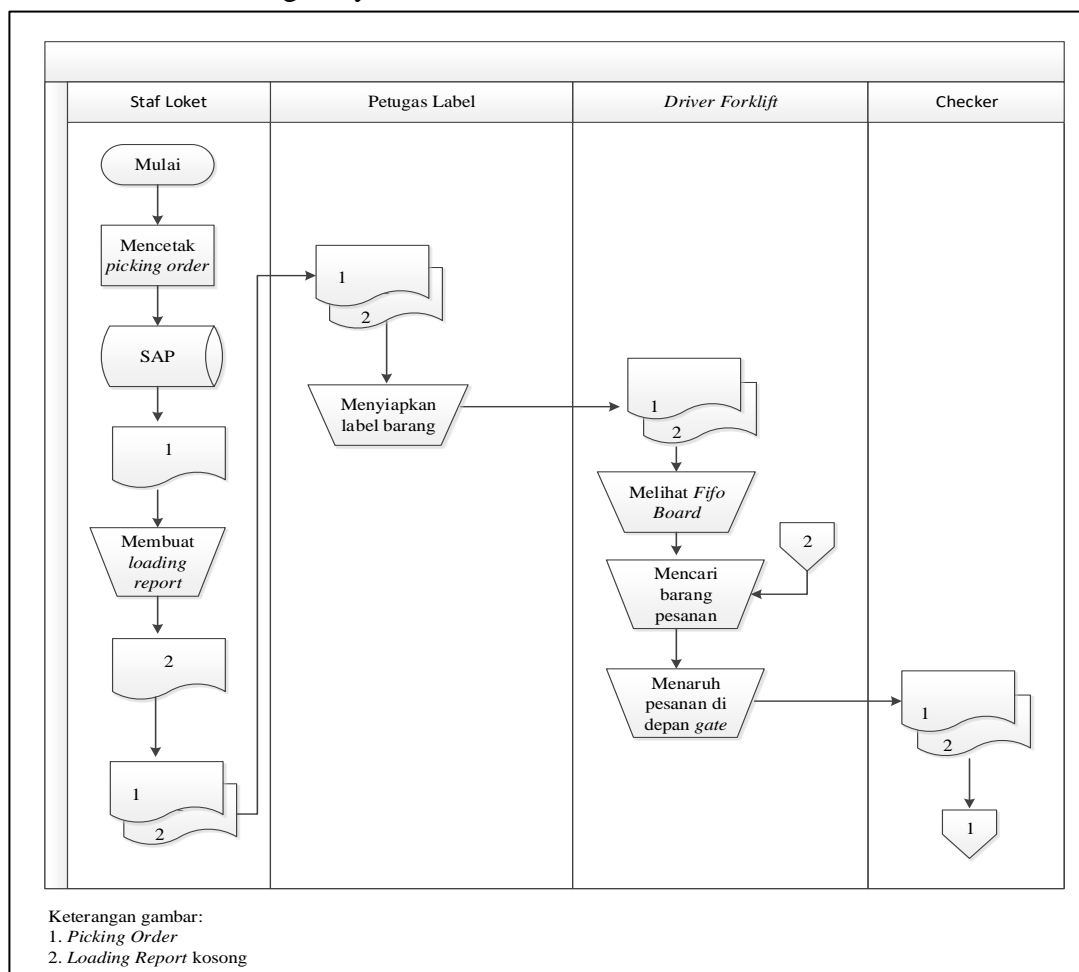 Staf Loket
Petugas Label
Driver Forklift
Checker
Mulai
Mencetak
picking order
SAP
1
Membuat
loading
report
2
1
2
1
2
Menyiapkan
label barang
1
2
Melihat Fifo
Board
2
Mencari
barang
pesanan
Menaruh
pesanan di
depan gate
1
2
1
Keterangan gambar:
1. Picking Order
2. Loading Report kosong